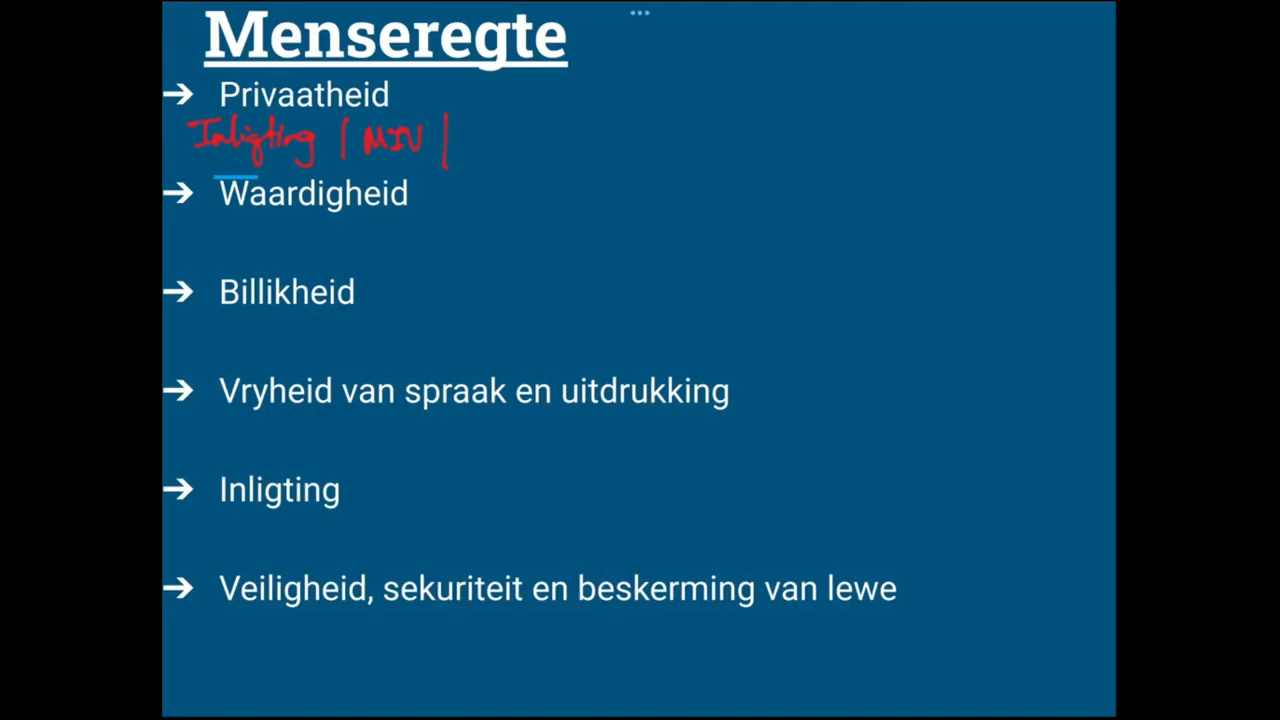 Menseregte
➔ Privaatheid
Inligting | MIV |
➔ Waardigheid
➔ Billikheid
➔ Vryheid van spraak en uitdrukking
➔ Inligting
➔ Veiligheid, sekuriteit en beskerming van lewe